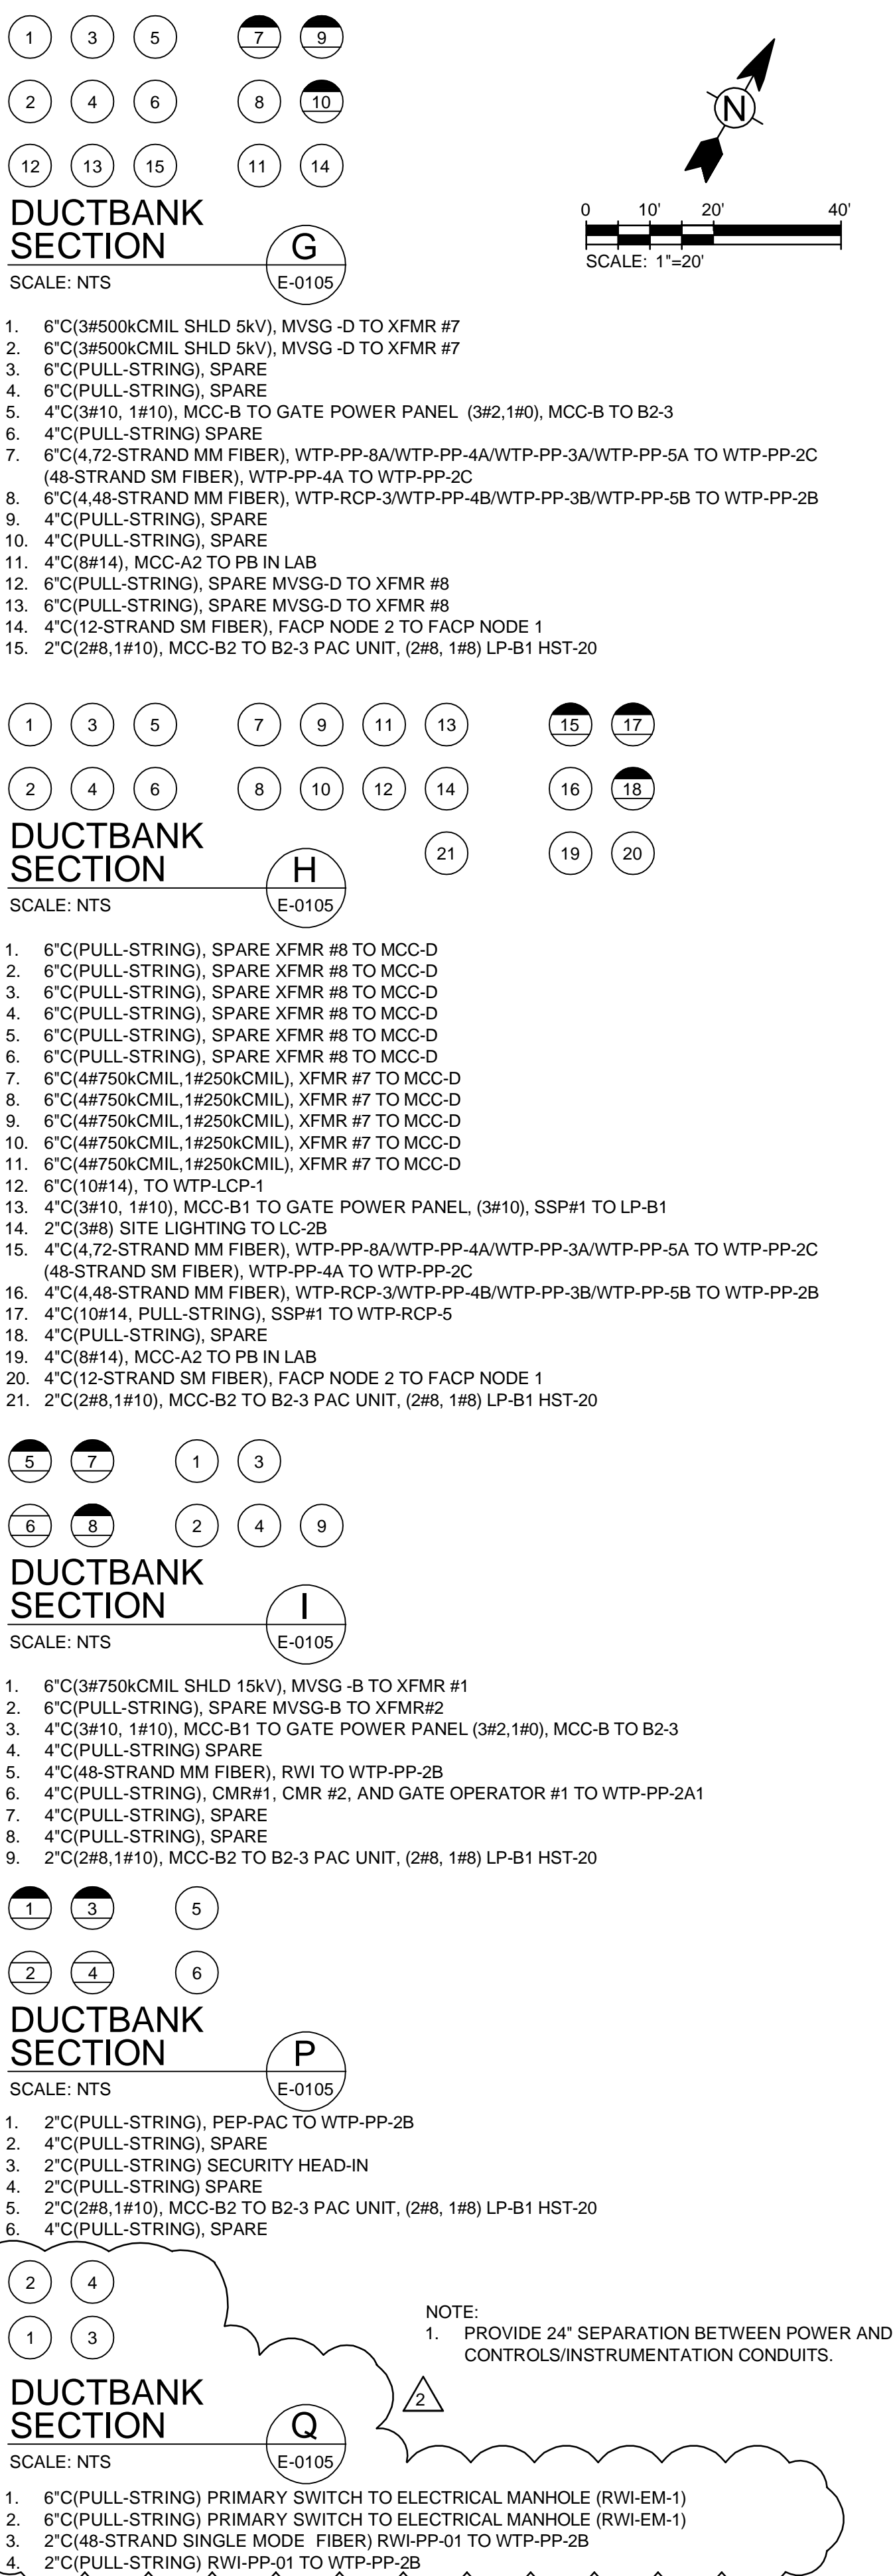 1 3 5 7 9
2 4 6 8 10
12 13 15 11 14
N
0 10' 20' 40'
SCALE: 1"=20'
DUCTBANK
SECTION
G
SCALE: NTS
E-0105
1. 6"C(3#500kCMIL SHLD 5kV), MVSG -D TO XFMR #7
2. 6"C(3#500kCMIL SHLD 5kV), MVSG -D TO XFMR #7
3. 6"C(PULL-STRING), SPARE
4. 6"C(PULL-STRING), SPARE
5. 4"C(3#10, 1#10), MCC-B TO GATE POWER PANEL (3#2,1#0), MCC-B TO B2-3
6. 4"C(PULL-STRING) SPARE
7. 6"C(4,72-STRAND MM FIBER), WTP-PP-8A/WTP-PP-4A/WTP-PP-3A/WTP-PP-5A TO WTP-PP-2C
(48-STRAND SM FIBER), WTP-PP-4A TO WTP-PP-2C
8. 6"C(4,48-STRAND MM FIBER), WTP-RCP-3/WTP-PP-4B/WTP-PP-3B/WTP-PP-5B TO WTP-PP-2B
9. 4"C(PULL-STRING), SPARE
10. 4"C(PULL-STRING), SPARE
11. 4"C(8#14), MCC-A2 TO PB IN LAB
12. 6"C(PULL-STRING), SPARE MVSG-D TO XFMR #8
13. 6"C(PULL-STRING), SPARE MVSG-D TO XFMR #8
14. 4"C(12-STRAND SM FIBER), FACP NODE 2 TO FACP NODE 1
15. 2"C(2#8,1#10), MCC-B2 TO B2-3 PAC UNIT, (2#8, 1#8) LP-B1 HST-20
1 3 5 7 9 11 13 15 17
2 4 6 8 10 12 14 16 18
21 19 20
DUCTBANK
SECTION
H
SCALE: NTS
E-0105
1. 6"C(PULL-STRING), SPARE XFMR #8 TO MCC-D
2. 6"C(PULL-STRING), SPARE XFMR #8 TO MCC-D
3. 6"C(PULL-STRING), SPARE XFMR #8 TO MCC-D
4. 6"C(PULL-STRING), SPARE XFMR #8 TO MCC-D
5. 6"C(PULL-STRING), SPARE XFMR #8 TO MCC-D
6. 6"C(PULL-STRING), SPARE XFMR #8 TO MCC-D
7. 6"C(4#750kCMIL,1#250kCMIL), XFMR #7 TO MCC-D
8. 6"C(4#750kCMIL,1#250kCMIL), XFMR #7 TO MCC-D
9. 6"C(4#750kCMIL,1#250kCMIL), XFMR #7 TO MCC-D
10. 6"C(4#750kCMIL,1#250kCMIL), XFMR #7 TO MCC-D
11. 6"C(4#750kCMIL,1#250kCMIL), XFMR #7 TO MCC-D
12. 6"C(10#14), TO WTP-LCP-1
13. 4"C(3#10, 1#10), MCC-B1 TO GATE POWER PANEL, (3#10), SSP#1 TO LP-B1
14. 2"C(3#8) SITE LIGHTING TO LC-2B
15. 4"C(4,72-STRAND MM FIBER), WTP-PP-8A/WTP-PP-4A/WTP-PP-3A/WTP-PP-5A TO WTP-PP-2C
(48-STRAND SM FIBER), WTP-PP-4A TO WTP-PP-2C
16. 4"C(4,48-STRAND MM FIBER), WTP-RCP-3/WTP-PP-4B/WTP-PP-3B/WTP-PP-5B TO WTP-PP-2B
17. 4"C(10#14, PULL-STRING), SSP#1 TO WTP-RCP-5
18. 4"C(PULL-STRING), SPARE
19. 4"C(8#14), MCC-A2 TO PB IN LAB
20. 4"C(12-STRAND SM FIBER), FACP NODE 2 TO FACP NODE 1
21. 2"C(2#8,1#10), MCC-B2 TO B2-3 PAC UNIT, (2#8, 1#8) LP-B1 HST-20
5 7 1 3
6 8 2 4 9
DUCTBANK
SECTION
I
SCALE: NTS
E-0105
1. 6"C(3#750kCMIL SHLD 15kV), MVSG -B TO XFMR #1
2. 6"C(PULL-STRING), SPARE MVSG-B TO XFMR#2
3. 4"C(3#10, 1#10), MCC-B1 TO GATE POWER PANEL (3#2,1#0), MCC-B TO B2-3
4. 4"C(PULL-STRING) SPARE
5. 4"C(48-STRAND MM FIBER), RWI TO WTP-PP-2B
6. 4"C(PULL-STRING), CMR#1, CMR #2, AND GATE OPERATOR #1 TO WTP-PP-2A1
7. 4"C(PULL-STRING), SPARE
8. 4"C(PULL-STRING), SPARE
9. 2"C(2#8,1#10), MCC-B2 TO B2-3 PAC UNIT, (2#8, 1#8) LP-B1 HST-20
1 3 5
2 4 6
DUCTBANK
SECTION
P
SCALE: NTS
E-0105
1. 2"C(PULL-STRING), PEP-PAC TO WTP-PP-2B
2. 4"C(PULL-STRING), SPARE
3. 2"C(PULL-STRING) SECURITY HEAD-IN
4. 2"C(PULL-STRING) SPARE
5. 2"C(2#8,1#10), MCC-B2 TO B2-3 PAC UNIT, (2#8, 1#8) LP-B1 HST-20
6. 4"C(PULL-STRING), SPARE
2 4
1 3
NOTE:
1. PROVIDE 24" SEPARATION BETWEEN POWER AND
CONTROLS/INSTRUMENTATION CONDUITS.
2
DUCTBANK
SECTION
Q
SCALE: NTS
E-0105
1. 6"C(PULL-STRING) PRIMARY SWITCH TO ELECTRICAL MANHOLE (RWI-EM-1)
2. 6"C(PULL-STRING) PRIMARY SWITCH TO ELECTRICAL MANHOLE (RWI-EM-1)
3. 2"C(48-STRAND SINGLE MODE FIBER) RWI-PP-01 TO WTP-PP-2B
4. 2"C(PULL-STRING) RWI-PP-01 TO WTP-PP-2B